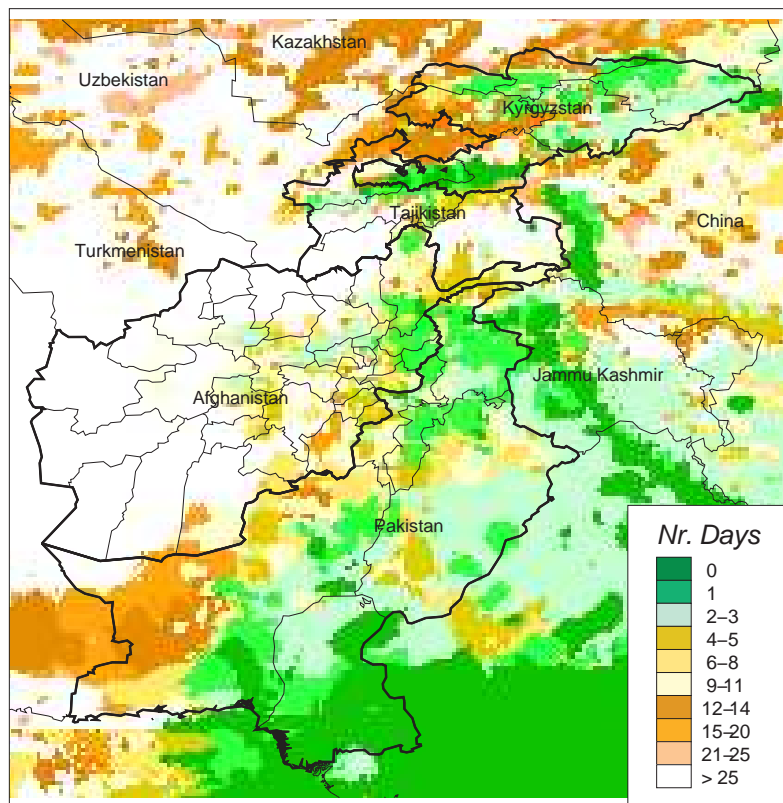 Kazakhstan
Uzbekistan
Kyrgyzstan
Tajikistan
China
Turkmenistan
Jammu Kashmir
Afghanistan
Pakistan
Nr. Days
0
1
2–3
4–5
6–8
9–11
12–14
15–20
21–25
> 25